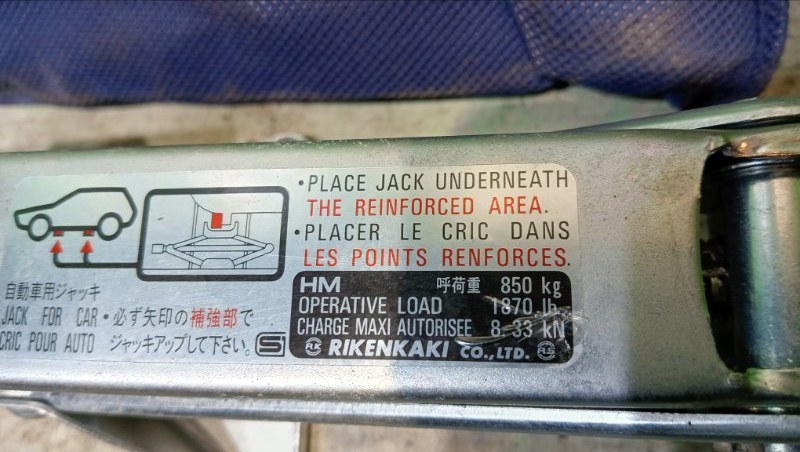 •PLACE JACK UNDERNEATH
THE REINFORCED AREA.
•PLACER LE CRIC DANS
LES POINTS RENFORCES.
自動車用ジャッキ
JACK FOR CAR•必ず矢印の補強部で
CRIC POUR AUTO ジャッキアップして下さい。
HM 呼荷重 850 kg
OPERATIVE LOAD 1870 lb
CHARGE MAXI AUTORISEE 8.33 kN
RIKENKAKI CO.,LTD.